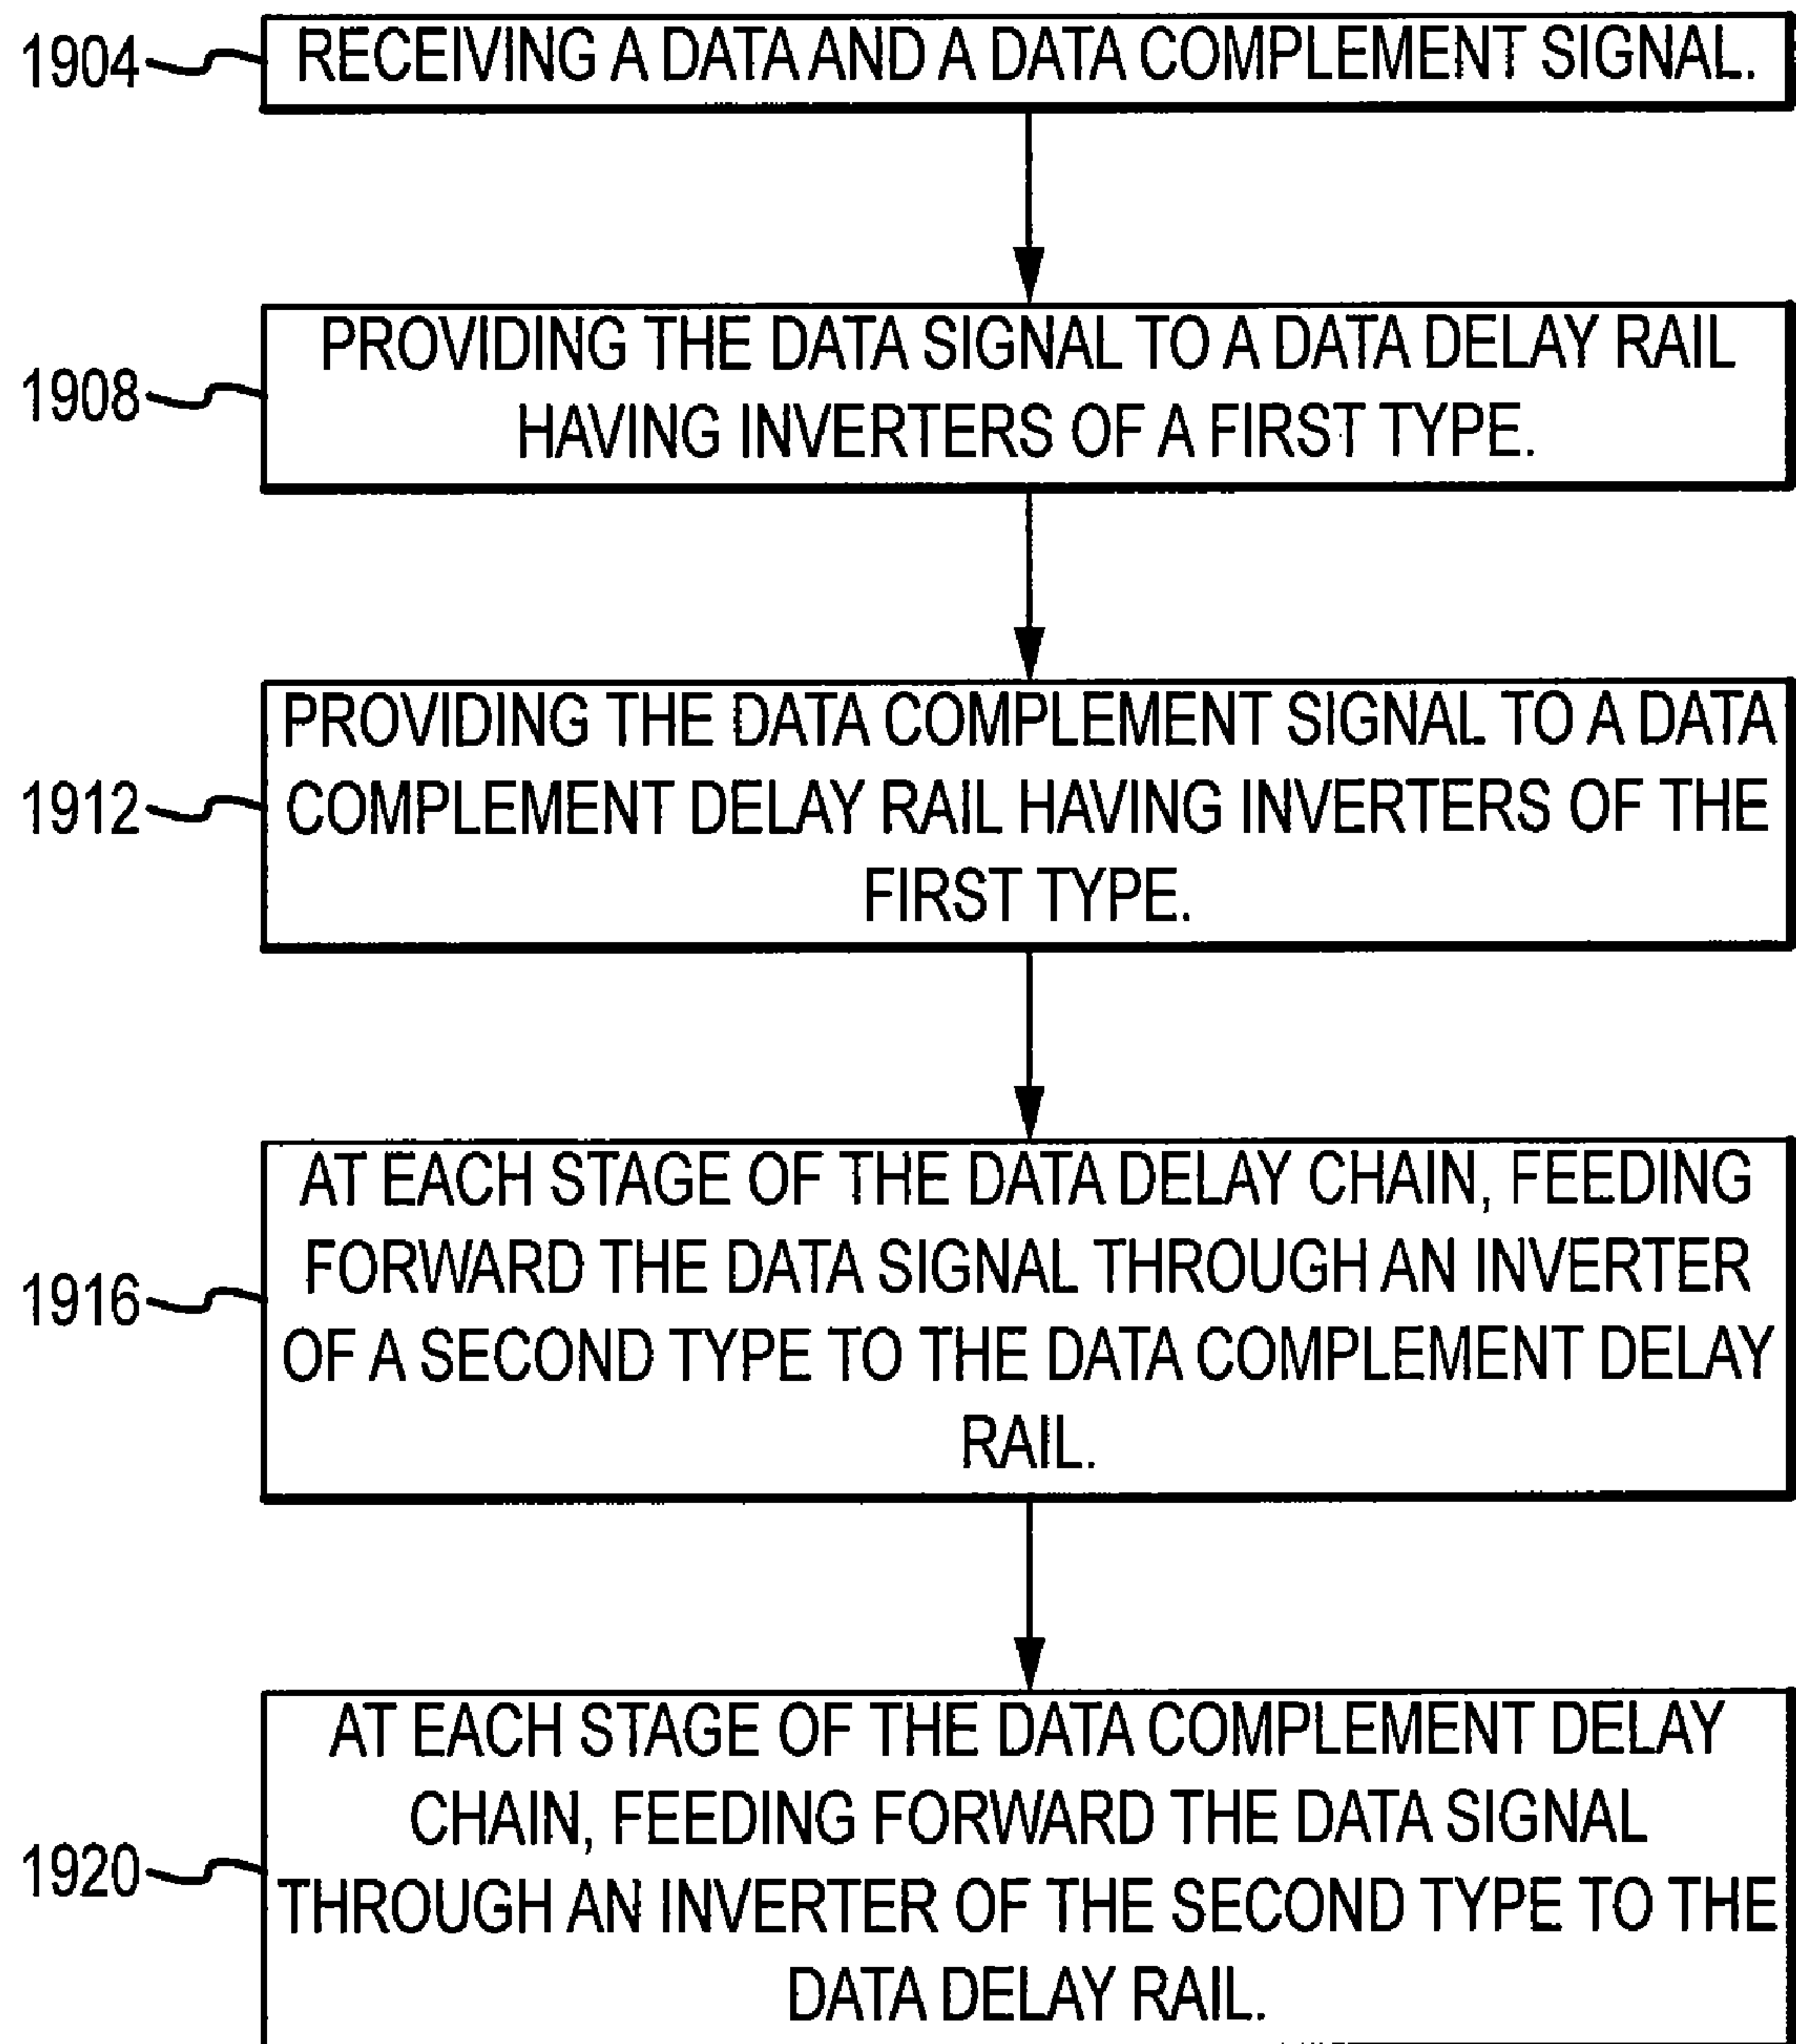 1904
RECEIVING A DATA AND A DATA COMPLEMENT SIGNAL.
1908
PROVIDING THE DATA SIGNAL TO A DATA DELAY RAIL
HAVING INVERTERS OF A FIRST TYPE.
1912
PROVIDING THE DATA COMPLEMENT SIGNAL TO A DATA
COMPLEMENT DELAY RAIL HAVING INVERTERS OF THE
FIRST TYPE.
1916
AT EACH STAGE OF THE DATA DELAY CHAIN, FEEDING
FORWARD THE DATA SIGNAL THROUGH AN INVERTER
OF A SECOND TYPE TO THE DATA COMPLEMENT DELAY
RAIL.
1920
AT EACH STAGE OF THE DATA COMPLEMENT DELAY
CHAIN, FEEDING FORWARD THE DATA SIGNAL
THROUGH AN INVERTER OF THE SECOND TYPE TO THE
DATA DELAY RAIL.